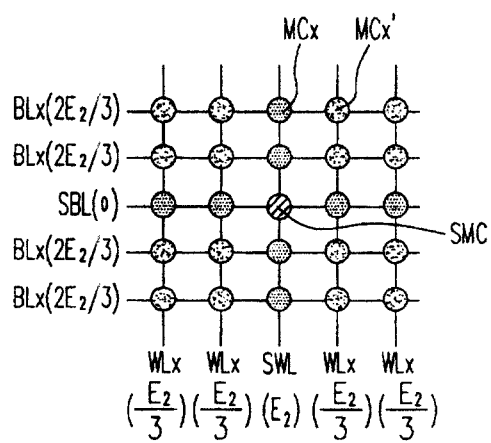 MCx MCx'
BLx(2E₂/3)
BLx(2E₂/3)
SBL(0)
SMC
BLx(2E₂/3)
BLx(2E₂/3)
WLx WLx SWL WLx WLx
(E₂/3) (E₂/3) (E₂) (E₂/3) (E₂/3)